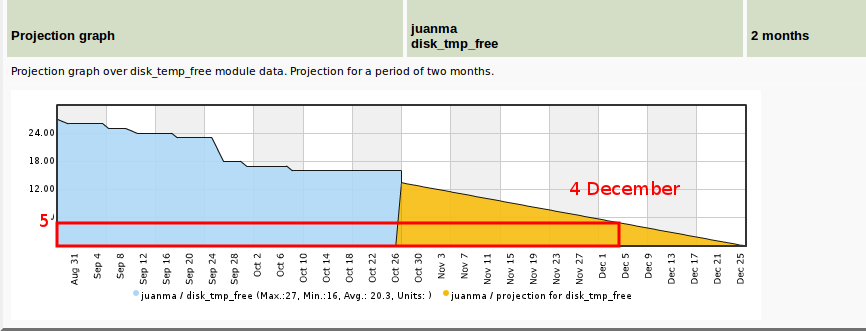 Projection graph
juanma
disk_tmp_free
2 months
Projection graph over disk_temp_free module data. Projection for a period of two months.
24.00
18.00
12.00
4 December
5
Aug 31 Sep 4 Sep 8 Sep 12 Sep 16 Sep 20 Sep 24 Sep 28 Oct 2 Oct 6 Oct 10 Oct 14 Oct 18 Oct 22 Oct 26 Oct 30 Nov 3 Nov 7 Nov 11 Nov 15 Nov 19 Nov 23 Nov 27 Dec 1 Dec 5 Dec 9 Dec 13 Dec 17 Dec 21 Dec 25
juanma / disk_tmp_free (Max.:27, Min.:16, Avg.: 20.3, Units: ) juanma / projection for disk_tmp_free